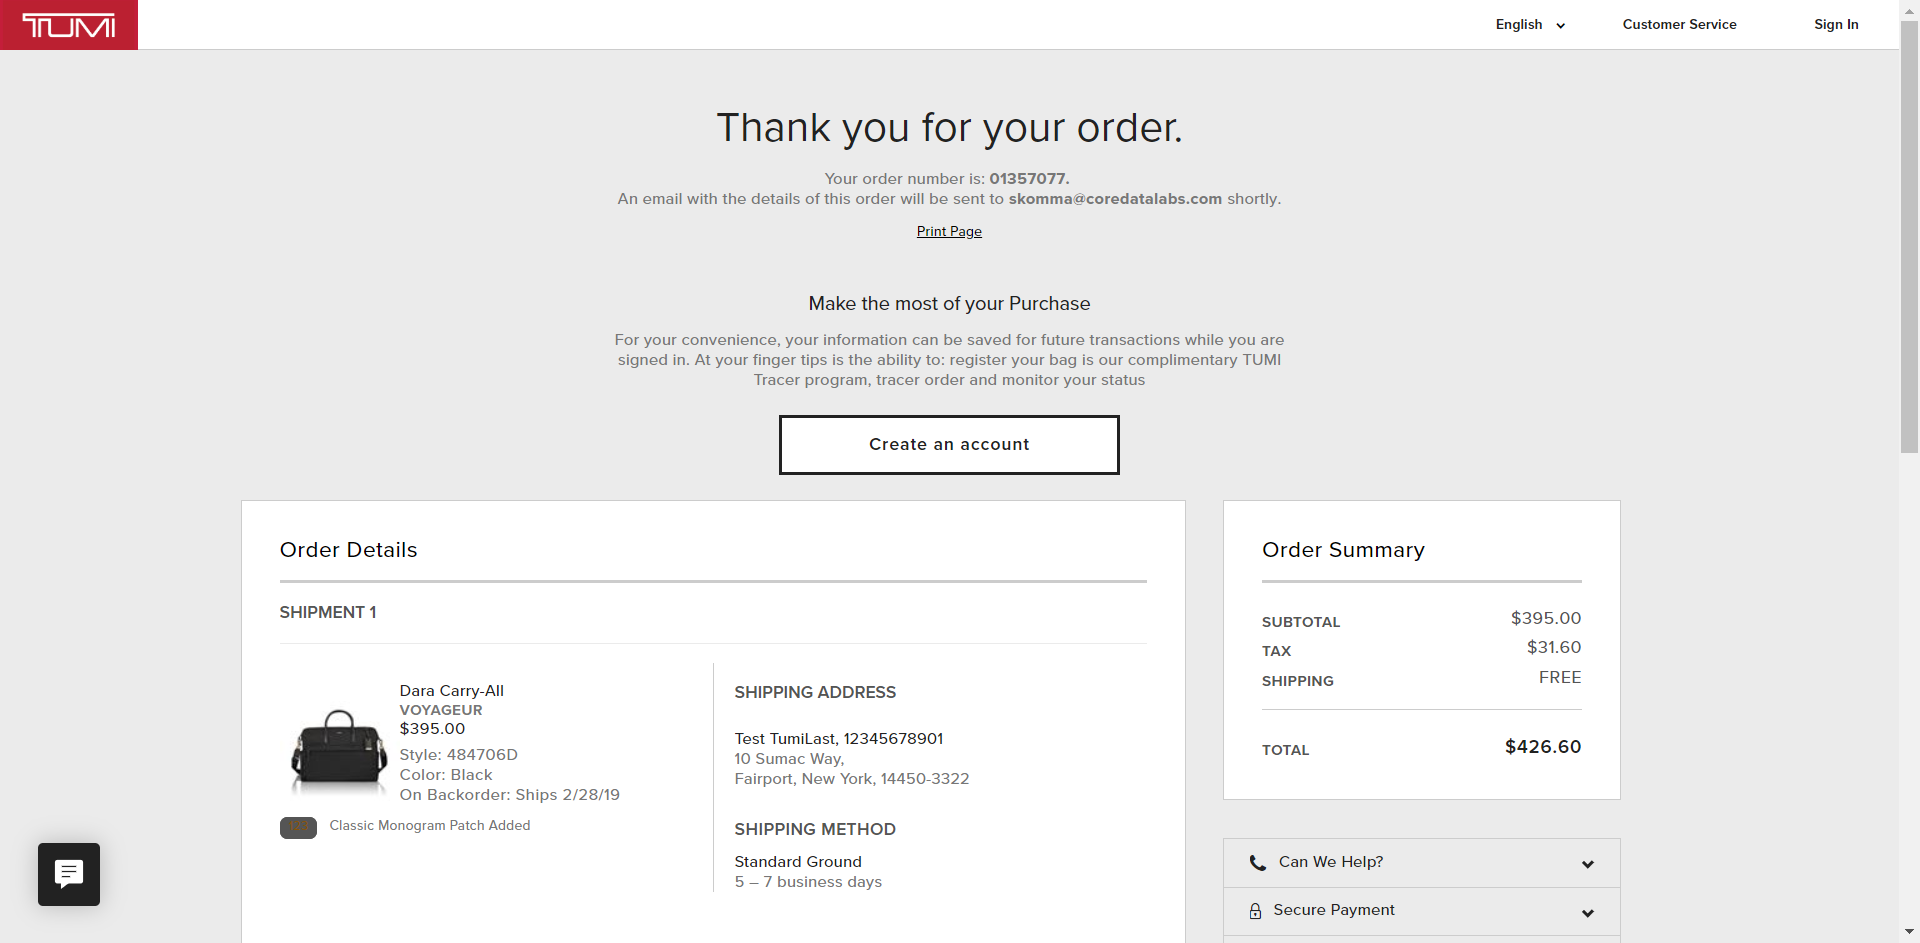 TUMI
English
Customer Service
Sign In
Thank you for your order.
Your order number is: 01357077.
An email with the details of this order will be sent to skomma@coredatalabs.com shortly.
Print Page
Make the most of your Purchase
For your convenience, your information can be saved for future transactions while you are
signed in. At your finger tips is the ability to: register your bag is our complimentary TUMI
Tracer program, tracer order and monitor your status
Create an account
Order Details
SHIPMENT 1
Dara Carry-All
VOYAGEUR
$395.00
Style: 484706D
Color: Black
On Backorder: Ships 2/28/19
Classic Monogram Patch Added
SHIPPING ADDRESS
Test TumiLast, 12345678901
10 Sumac Way,
Fairport, New York, 14450-3322
SHIPPING METHOD
Standard Ground
5 – 7 business days
Order Summary
SUBTOTAL $395.00
TAX $31.60
SHIPPING FREE
TOTAL $426.60
Can We Help?
Secure Payment